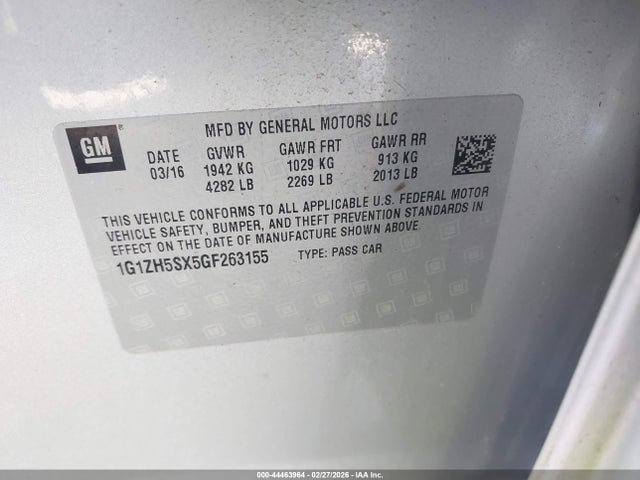 GM
MFD BY GENERAL MOTORS LLC
DATE GVWR GAWR FRT GAWR RR
03/16 1942 KG 1029 KG 913 KG
4282 LB 2269 LB 2013 LB
THIS VEHICLE CONFORMS TO ALL APPLICABLE U.S. FEDERAL MOTOR
VEHICLE SAFETY, BUMPER, AND THEFT PREVENTION STANDARDS IN
EFFECT ON THE DATE OF MANUFACTURE SHOWN ABOVE.
1G1ZH5SX5GF263155 TYPE: PASS CAR
000-44463964 - 02/27/2026 - IAAI.com